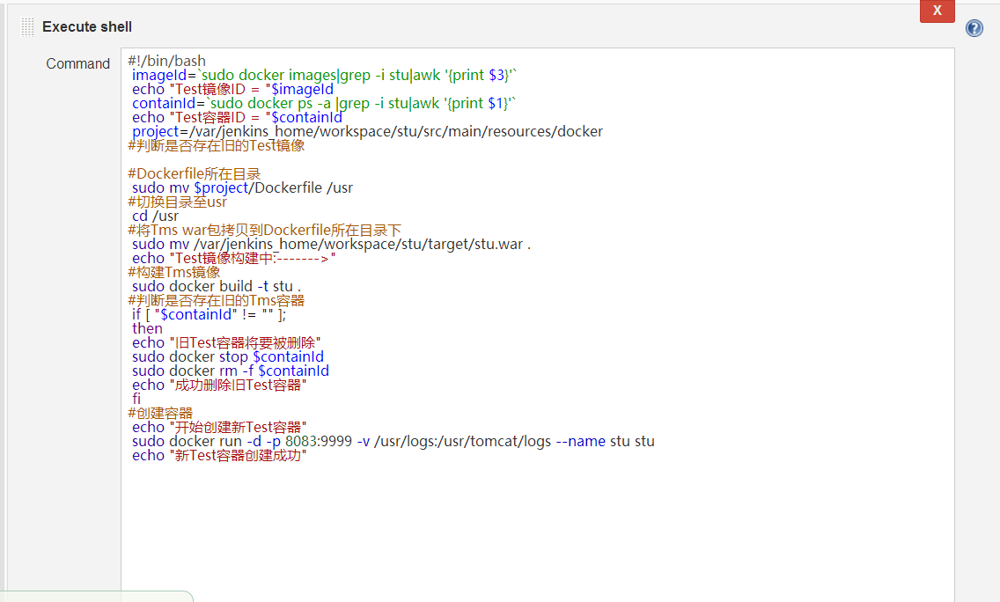 X
Execute shell
?
Command
#!/bin/bash
imageId=`sudo docker images|grep -i stu|awk '{print $3}'`
echo "Test镜像ID = "$imageId
containId=`sudo docker ps -a |grep -i stu|awk '{print $1}'`
echo "Test容器ID = "$containId
project=/var/jenkins_home/workspace/stu/src/main/resources/docker
#判断是否存在旧的Test镜像
#Dockerfile所在目录
sudo mv $project/Dockerfile /usr
#切换目录至usr
cd /usr
#将Tms war包拷贝到Dockerfile所在目录下
sudo mv /var/jenkins_home/workspace/stu/target/stu.war .
echo "Test镜像构建中:------->"
#构建Tms镜像
sudo docker build -t stu .
#判断是否存在旧的Tms容器
if [ "$containId" != "" ];
then
echo "旧Test容器将要被删除"
sudo docker stop $containId
sudo docker rm -f $containId
echo "成功删除旧Test容器"
fi
#创建容器
echo "开始创建新Test容器"
sudo docker run -d -p 8083:9999 -v /usr/logs:/usr/tomcat/logs --name stu stu
echo "新Test容器创建成功"